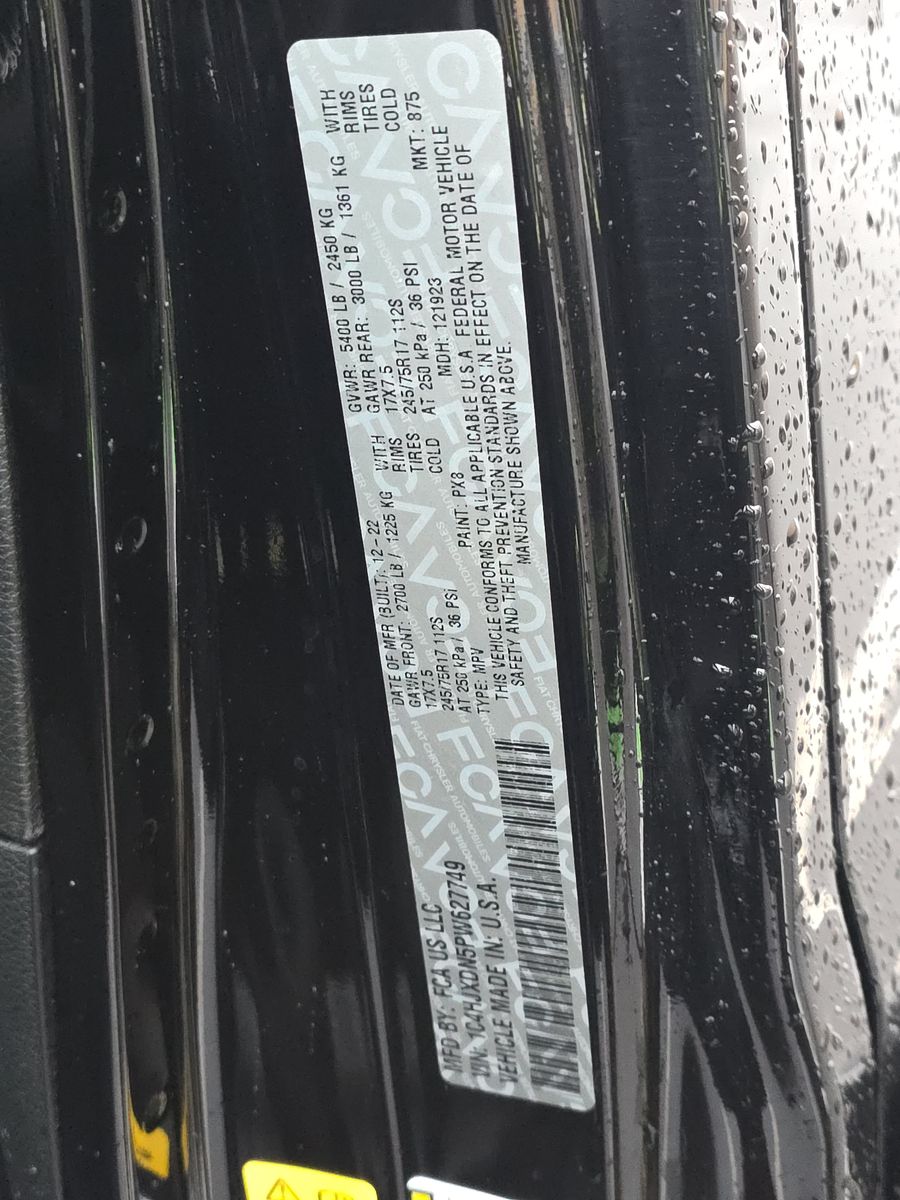 MFD BY: FCA US LLC
DATE OF MFR (BUILT): 12-22
GVWR: 5400 LB / 2450 KG
GAWR FRONT: 2700 LB / 1225 KG WITH
GAWR REAR: 3000 LB / 1361 KG WITH
17X7.5 RIMS
17X7.5 RIMS
245/75R17 112S TIRES
245/75R17 112S TIRES
AT 250 kPa / 36 PSI COLD
AT 250 kPa / 36 PSI COLD
VIN: 1C4HJXDN5PW627749
TYPE: MPV PAINT: PX8 MDH: 121923 MKT: 875
VEHICLE MADE IN: U.S.A.
THIS VEHICLE CONFORMS TO ALL APPLICABLE U.S.A FEDERAL MOTOR VEHICLE
SAFETY AND THEFT PREVENTION STANDARDS IN EFFECT ON THE DATE OF
MANUFACTURE SHOWN ABOVE.